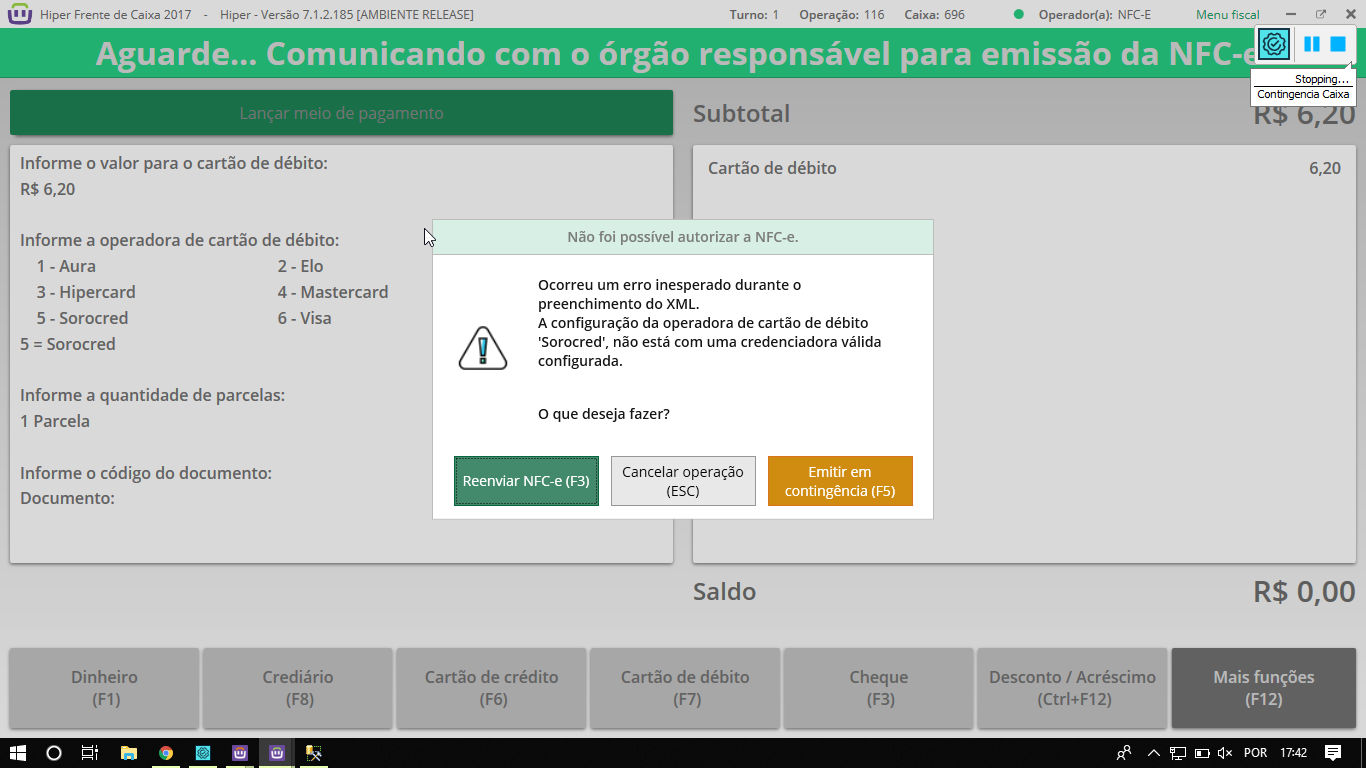 Hiper Frente de Caixa 2017 - Hiper - Versão 7.1.2.185 [AMBIENTE RELEASE] Turno: 1 Operação: 116 Caixa: 696 Operador(a): NFC-E Menu fiscal
Aguarde... Comunicando com o órgão responsável para emissão da NFC-e
Stopping...
Contingencia Caixa
Lançar meio de pagamento
Subtotal R$ 6,20
Informe o valor para o cartão de débito:
R$ 6,20
Informe a operadora de cartão de débito:
1 - Aura 2 - Elo
3 - Hipercard 4 - Mastercard
5 - Sorocred 6 - Visa
5 = Sorocred
Informe a quantidade de parcelas:
1 Parcela
Informe o código do documento:
Documento:
Cartão de débito 6,20
Não foi possível autorizar a NFC-e.
Ocorreu um erro inesperado durante o
preenchimento do XML.
A configuração da operadora de cartão de débito
'Sorocred', não está com uma credenciadora válida
configurada.
O que deseja fazer?
Reenviar NFC-e (F3)
Cancelar operação
(ESC)
Emitir em
contingência (F5)
Saldo R$ 0,00
Dinheiro
(F1)
Crediário
(F8)
Cartão de crédito
(F6)
Cartão de débito
(F7)
Cheque
(F3)
Desconto / Acréscimo
(Ctrl+F12)
Mais funções
(F12)
POR 17:42